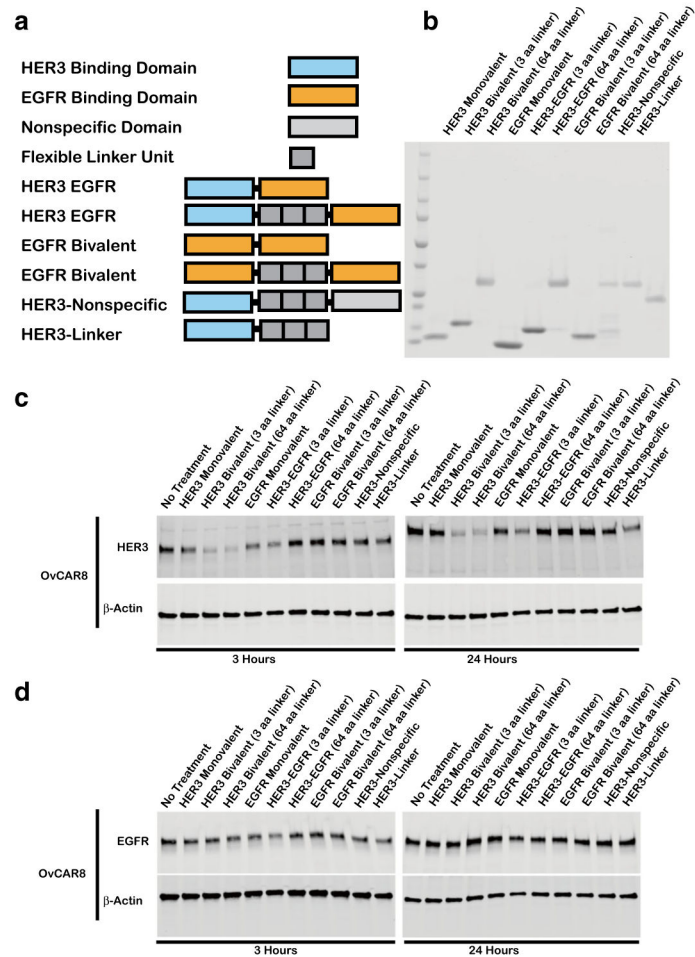 a
HER3 Binding Domain
EGFR Binding Domain
Nonspecific Domain
Flexible Linker Unit
HER3 EGFR
HER3 EGFR
EGFR Bivalent
EGFR Bivalent
HER3-Nonspecific
HER3-Linker
b
HER3 Monovalent
HER3 Bivalent (3 aa linker)
HER3 Bivalent (64 aa linker)
EGFR Monovalent
HER3-EGFR (3 aa linker)
HER3-EGFR (64 aa linker)
EGFR Bivalent (3 aa linker)
EGFR Bivalent (64 aa linker)
HER3-Nonspecific
HER3-Linker
c
No Treatment
HER3 Monovalent
HER3 Bivalent (3 aa linker)
HER3 Bivalent (64 aa linker)
EGFR Monovalent
HER3-EGFR (3 aa linker)
HER3-EGFR (64 aa linker)
EGFR Bivalent (3 aa linker)
EGFR Bivalent (64 aa linker)
HER3-Nonspecific
HER3-Linker
No Treatment
HER3 Monovalent
HER3 Bivalent (3 aa linker)
HER3 Bivalent (64 aa linker)
EGFR Monovalent
HER3-EGFR (3 aa linker)
HER3-EGFR (64 aa linker)
EGFR Bivalent (3 aa linker)
EGFR Bivalent (64 aa linker)
HER3-Nonspecific
HER3-Linker
HER3
OvCAR8
β-Actin
3 Hours
24 Hours
d
No Treatment
HER3 Monovalent
HER3 Bivalent (3 aa linker)
HER3 Bivalent (64 aa linker)
EGFR Monovalent
HER3-EGFR (3 aa linker)
HER3-EGFR (64 aa linker)
EGFR Bivalent (3 aa linker)
EGFR Bivalent (64 aa linker)
HER3-Nonspecific
HER3-Linker
No Treatment
HER3 Monovalent
HER3 Bivalent (3 aa linker)
HER3 Bivalent (64 aa linker)
EGFR Monovalent
HER3-EGFR (3 aa linker)
HER3-EGFR (64 aa linker)
EGFR Bivalent (3 aa linker)
EGFR Bivalent (64 aa linker)
HER3-Nonspecific
HER3-Linker
EGFR
OvCAR8
β-Actin
3 Hours
24 Hours